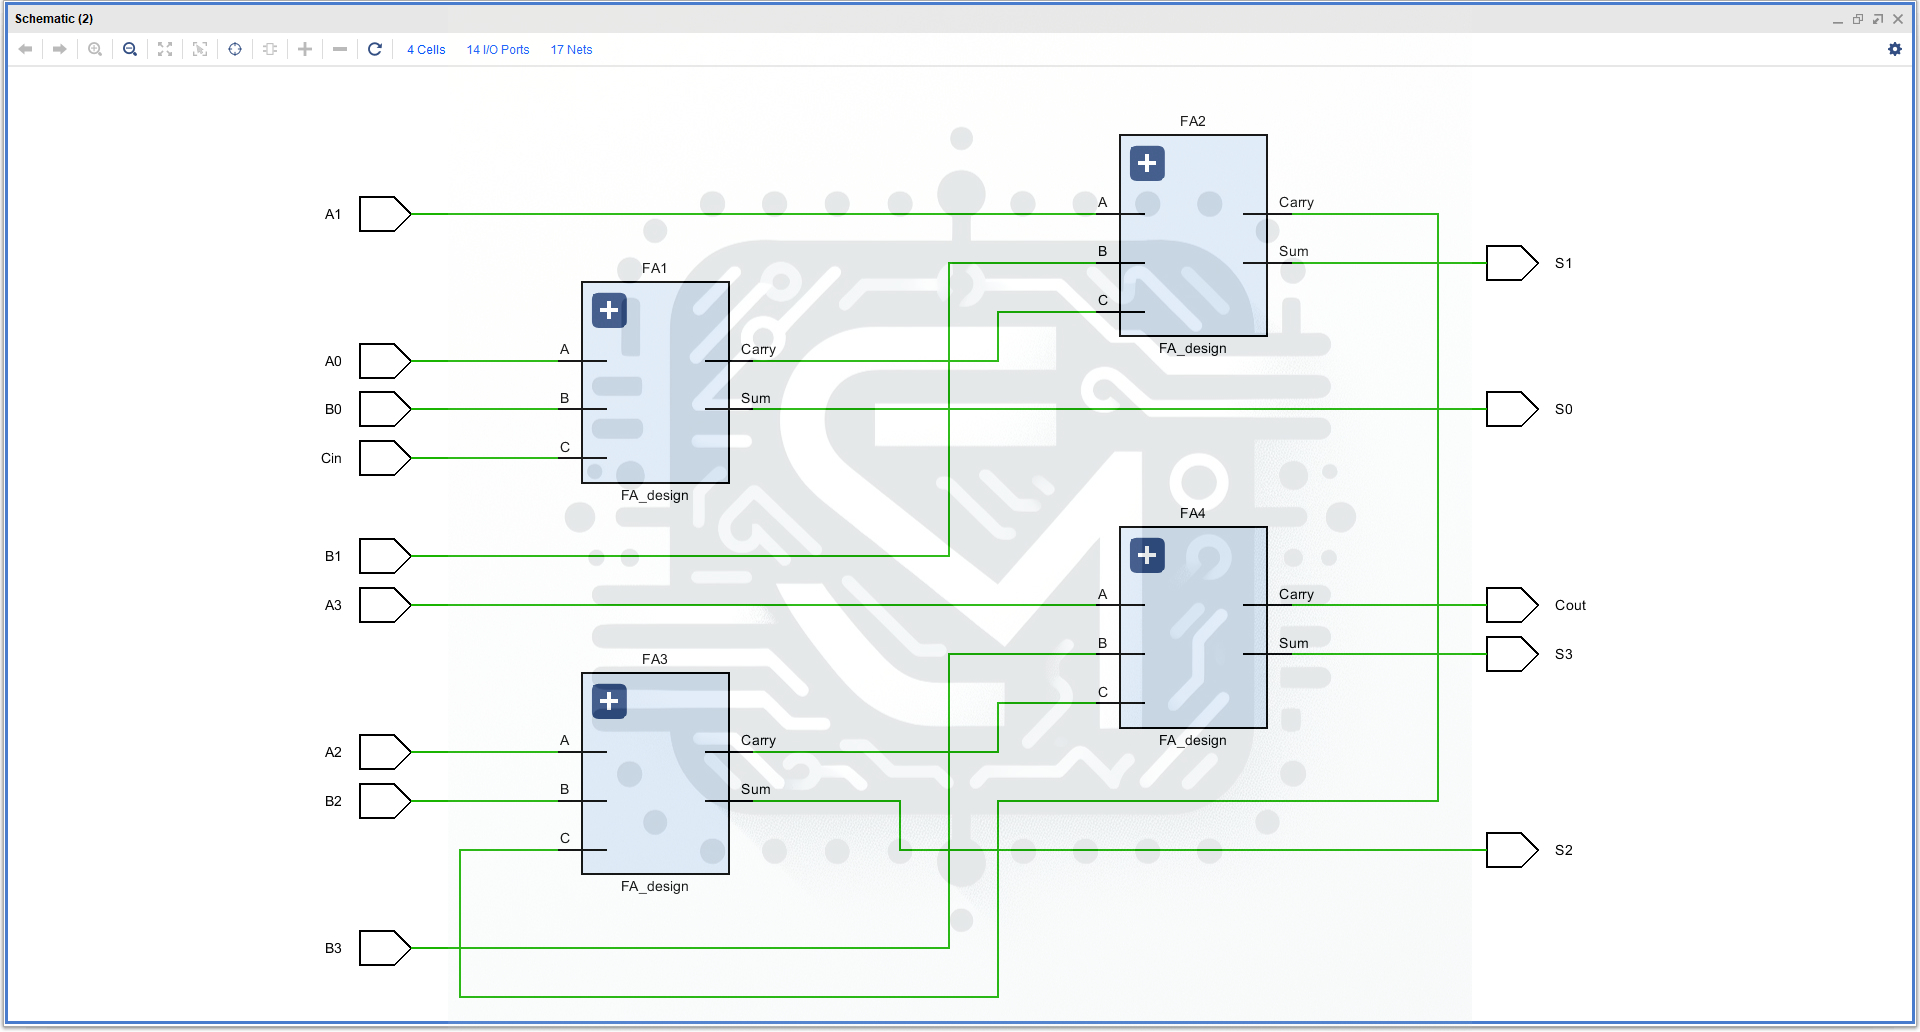 Schematic (2)
4 Cells 14 I/O Ports 17 Nets
FA2
A1 A Carry
B Sum S1
FA1
C
A0 A Carry FA_design
B0 B Sum S0
Cin C
FA_design
FA4
B1
A3 A Carry Cout
B Sum S3
FA3
C
A2 A Carry FA_design
B2 B Sum
C S2
FA_design
B3